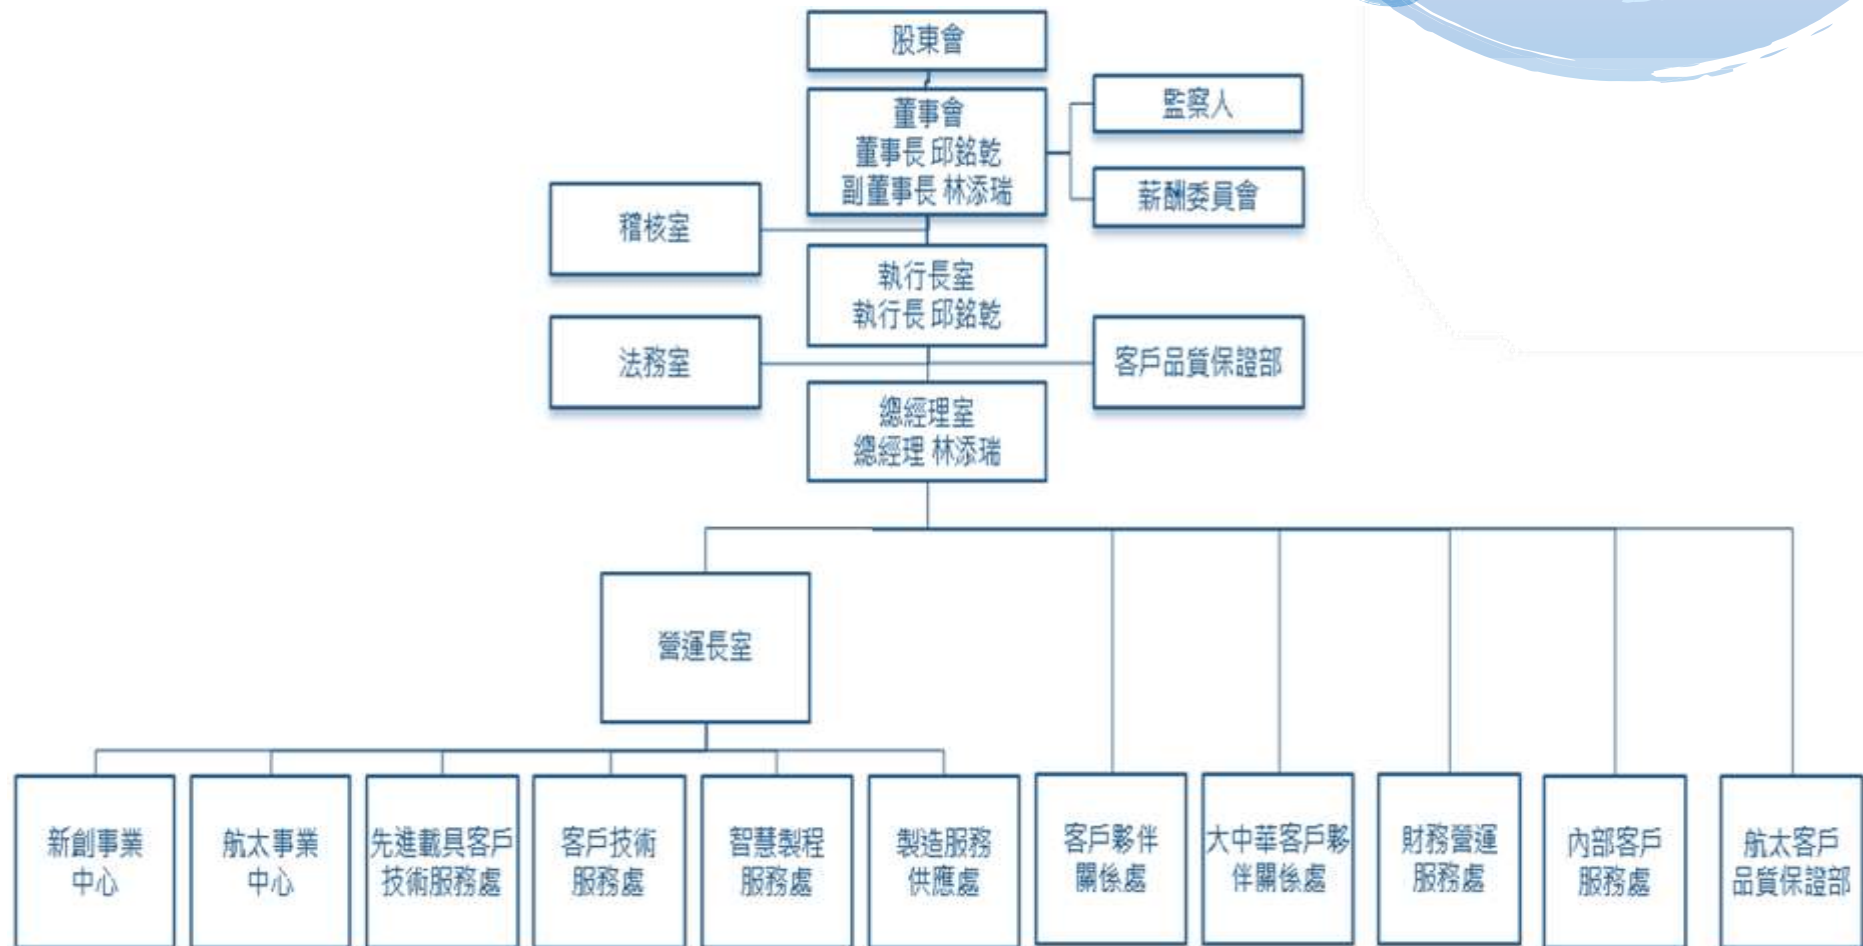 股東會
董事會
董事長 邱銘乾
副董事長 林添瑞
監察人
薪酬委員會
稽核室
執行長室
執行長 邱銘乾
法務室
客戶品質保證部
總經理室
總經理 林添瑞
營運長室
新創事業
中心
航太事業
中心
先進載具客戶
技術服務處
客戶技術
服務處
智慧製程
服務處
製造服務
供應處
客戶夥伴
關係處
大中華客戶夥
伴關係處
財務營運
服務處
內部客戶
服務處
航太客戶
品質保證部